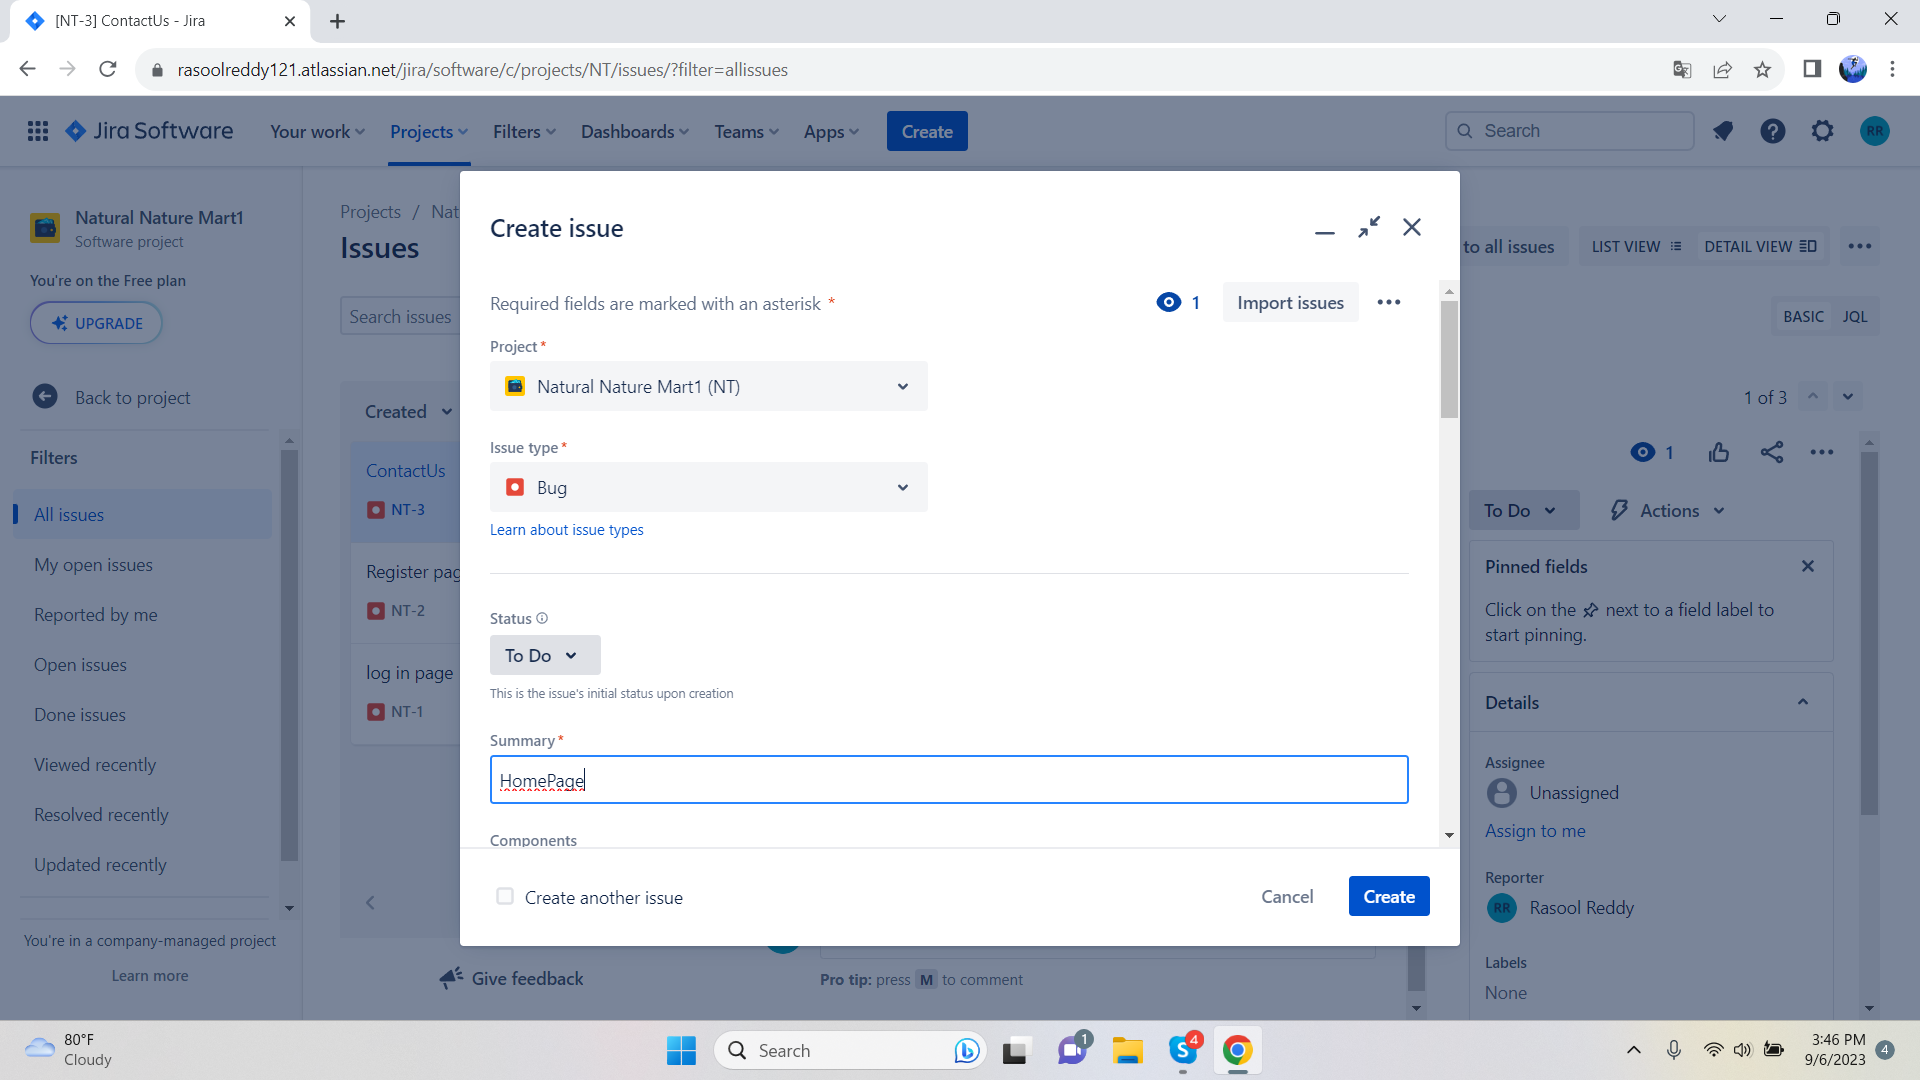 [NT-3] ContactUs - Jira
rasoolreddy121.atlassian.net/jira/software/c/projects/NT/issues/?filter=allissues
Jira Software
Your work
Projects
Filters
Dashboards
Teams
Apps
Create
Search
RR
Natural Nature Mart1
Software project
You're on the Free plan
UPGRADE
Back to project
Filters
All issues
My open issues
Reported by me
Open issues
Done issues
Viewed recently
Resolved recently
Updated recently
You're in a company-managed project
Learn more
Projects / Nat
Issues
Search issues
Created
ContactUs
NT-3
Register pag
NT-2
log in page
NT-1
Give feedback
Create issue
Required fields are marked with an asterisk *
1
Import issues
Project *
Natural Nature Mart1 (NT)
Issue type *
Bug
Learn about issue types
Status
To Do
This is the issue's initial status upon creation
Summary *
HomePage
Components
Create another issue
Cancel
Create
Pro tip: press M to comment
to all issues
LIST VIEW
DETAIL VIEW
BASIC
JQL
1 of 3
1
To Do
Actions
Pinned fields
Click on the next to a field label to
start pinning.
Details
Assignee
Unassigned
Assign to me
Reporter
RR
Rasool Reddy
Labels
None
80°F
Cloudy
Search
1
S
4
3:46 PM
9/6/2023
4